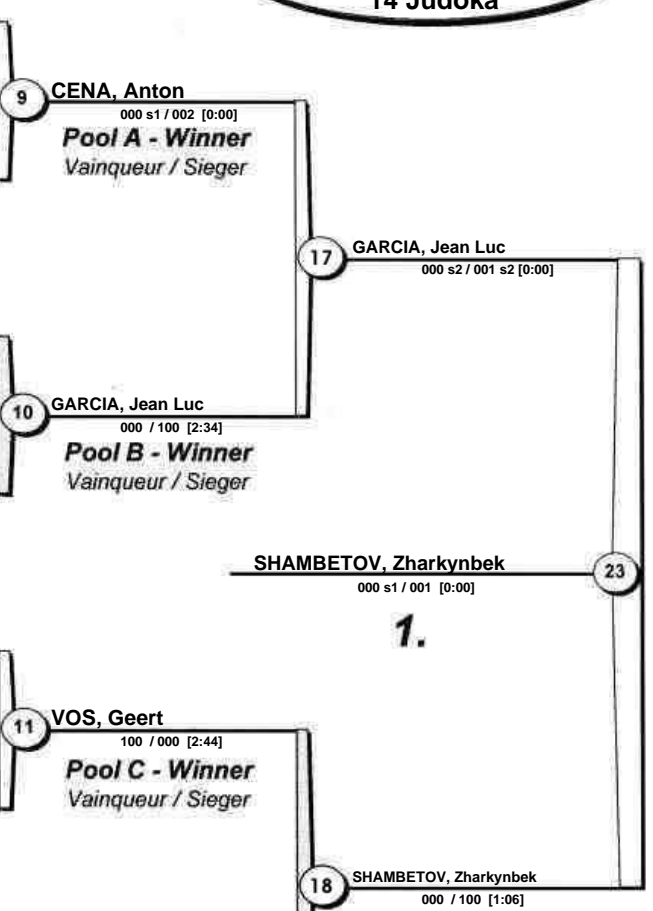 14 Judoka
9
CENA, Anton
000 s1 / 002 [0:00]
Pool A - Winner
Vainqueur / Sieger
17
GARCIA, Jean Luc
000 s2 / 001 s2 [0:00]
10
GARCIA, Jean Luc
000 / 100 [2:34]
Pool B - Winner
Vainqueur / Sieger
SHAMBETOV, Zharkynbek
23
000 s1 / 001 [0:00]
1.
11
VOS, Geert
100 / 000 [2:44]
Pool C - Winner
Vainqueur / Sieger
18
SHAMBETOV, Zharkynbek
000 / 100 [1:06]